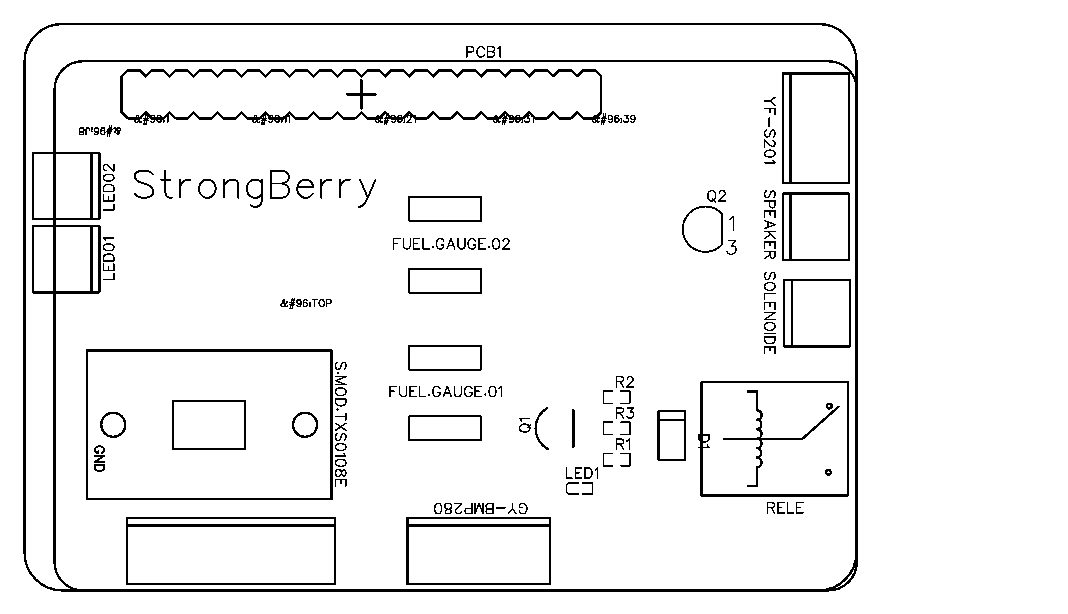 PCB1
&#96;1
&#96;11
&#96;21
&#96;31
&#96;39
&#96;J8
YF-S201
LED02
StrongBerry
Q2
1
3
SPEAKER
FUEL.GAUGE.02
LED01
SOLENOIDE
&#96;TOP
S.MOD.TXS0108E
FUEL.GAUGE.01
R2
Q1
R3
D1
GND
R1
LED1
GY-BMP280
RELE